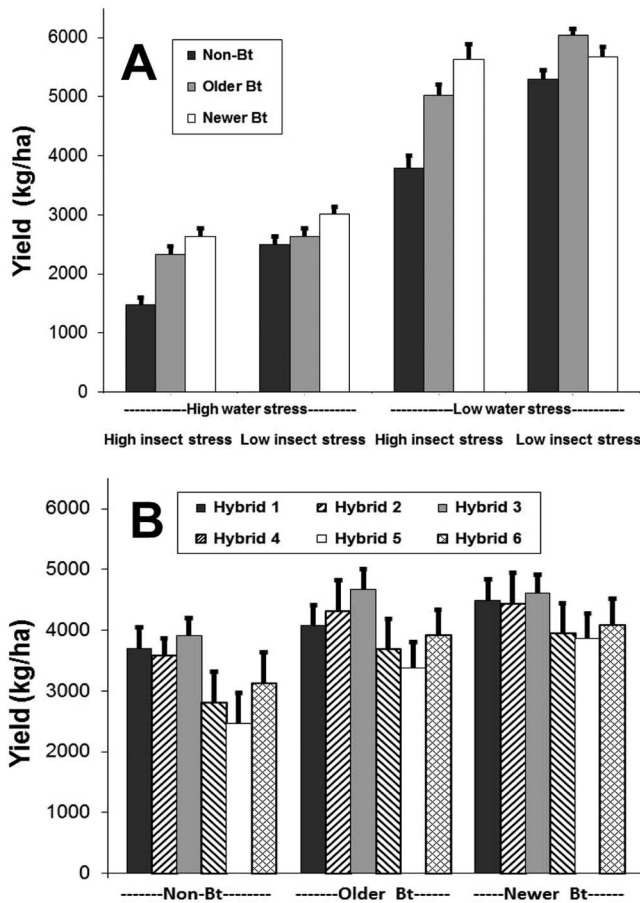 6000
5000
4000
3000
2000
1000
0
Yield (kg/ha)
A
Non-Bt
Older Bt
Newer Bt
-------------High water stress---------- -------------Low water stress-----------
High insect stress Low insect stress High insect stress Low insect stress
6000
5000
4000
3000
2000
1000
0
Yield (kg/ha)
B
Hybrid 1 Hybrid 2 Hybrid 3
Hybrid 4 Hybrid 5 Hybrid 6
-------Non-Bt-------- -------Older Bt------ -----Newer Bt------